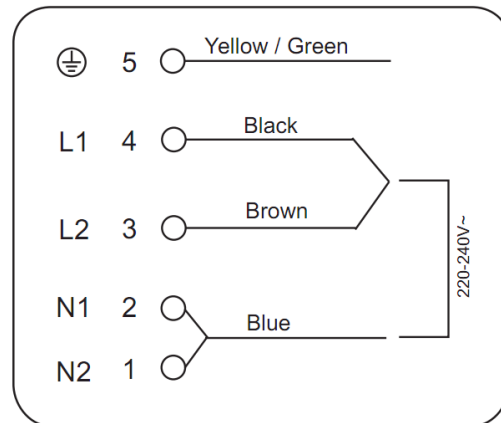 5 Yellow / Green
L1 4 Black
L2 3 Brown
N1 2
Blue
N2 1
220-240V~